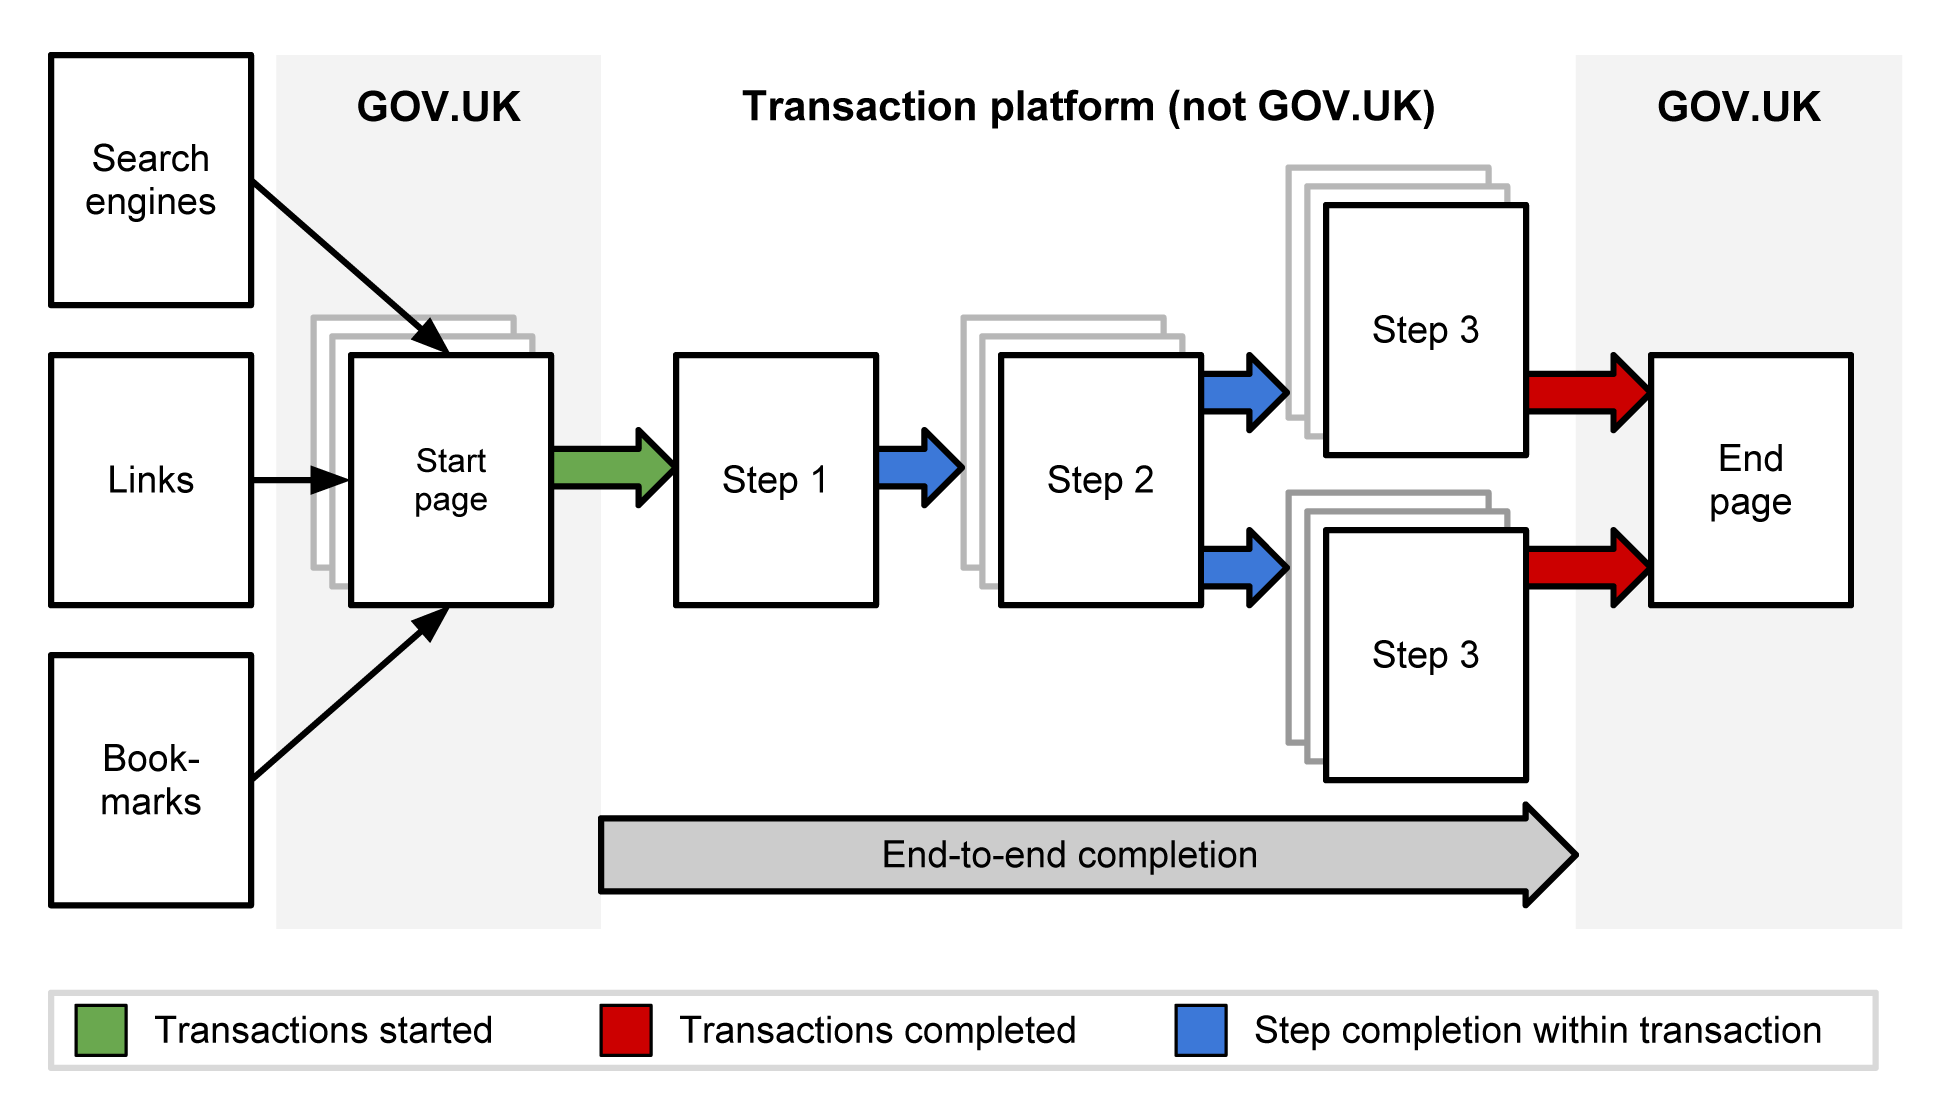 GOV.UK
Transaction platform (not GOV.UK)
GOV.UK
Search
engines
Links
Book-
marks
Start
page
Step 1
Step 2
Step 3
Step 3
End
page
End-to-end completion
Transactions started
Transactions completed
Step completion within transaction